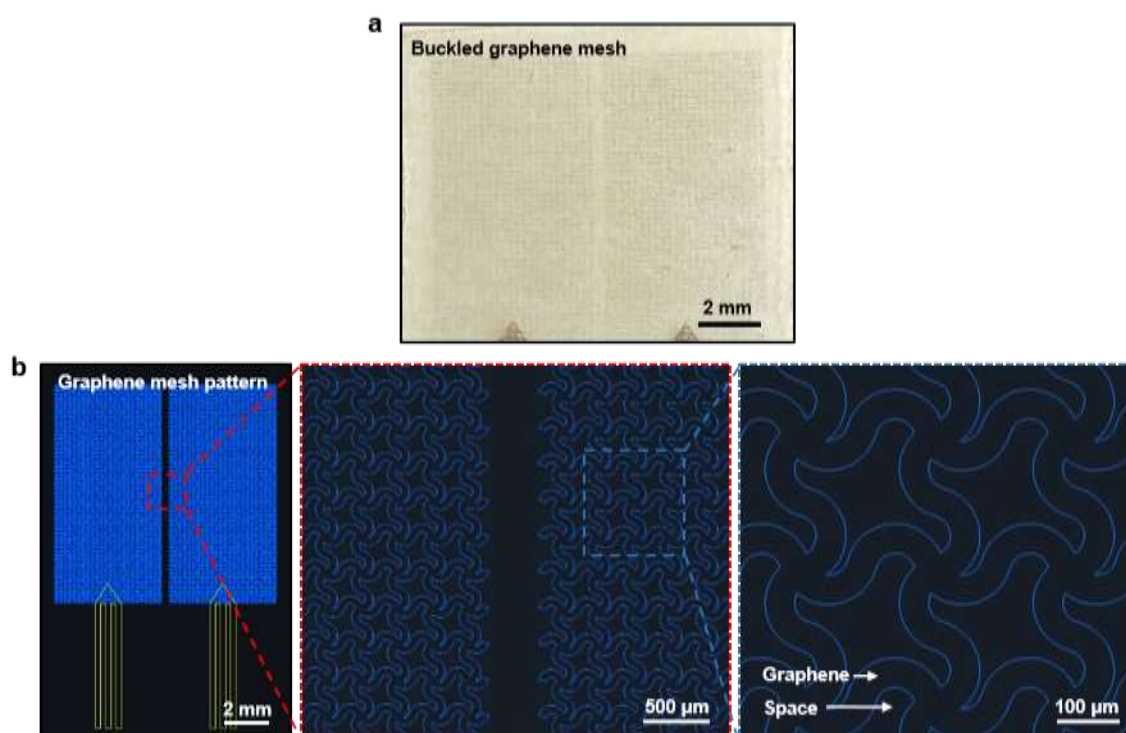 a
Buckled graphene mesh
2 mm
b
Graphene mesh pattern
2 mm
500 µm
Graphene
Space
100 µm